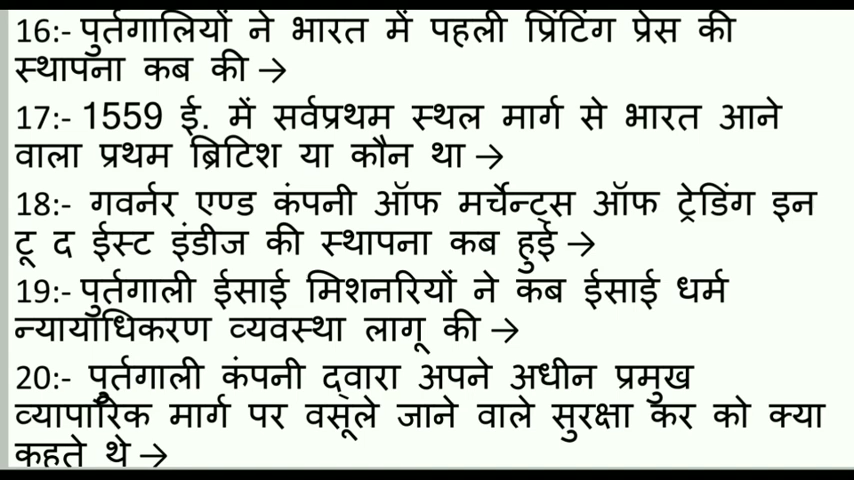 16:- पुर्तगालियों ने भारत में पहली प्रिंटिंग प्रेस की
स्थापना कब की →
17:- 1559 ई. में सर्वप्रथम स्थल मार्ग से भारत आने
वाला प्रथम ब्रिटिश या कौन था →
18:- गवर्नर एण्ड कंपनी ऑफ मर्चेन्ट्स ऑफ ट्रेडिंग इन
टू द ईस्ट इंडीज की स्थापना कब हुई →
19:- पुर्तगाली ईसाई मिशनरियों ने कब ईसाई धर्म
न्यायाधिकरण व्यवस्था लागू की →
20:- पुर्तगाली कंपनी द्वारा अपने अधीन प्रमुख
व्यापारिक मार्ग पर वसूले जाने वाले सुरक्षा कर को क्या
कहते थे →